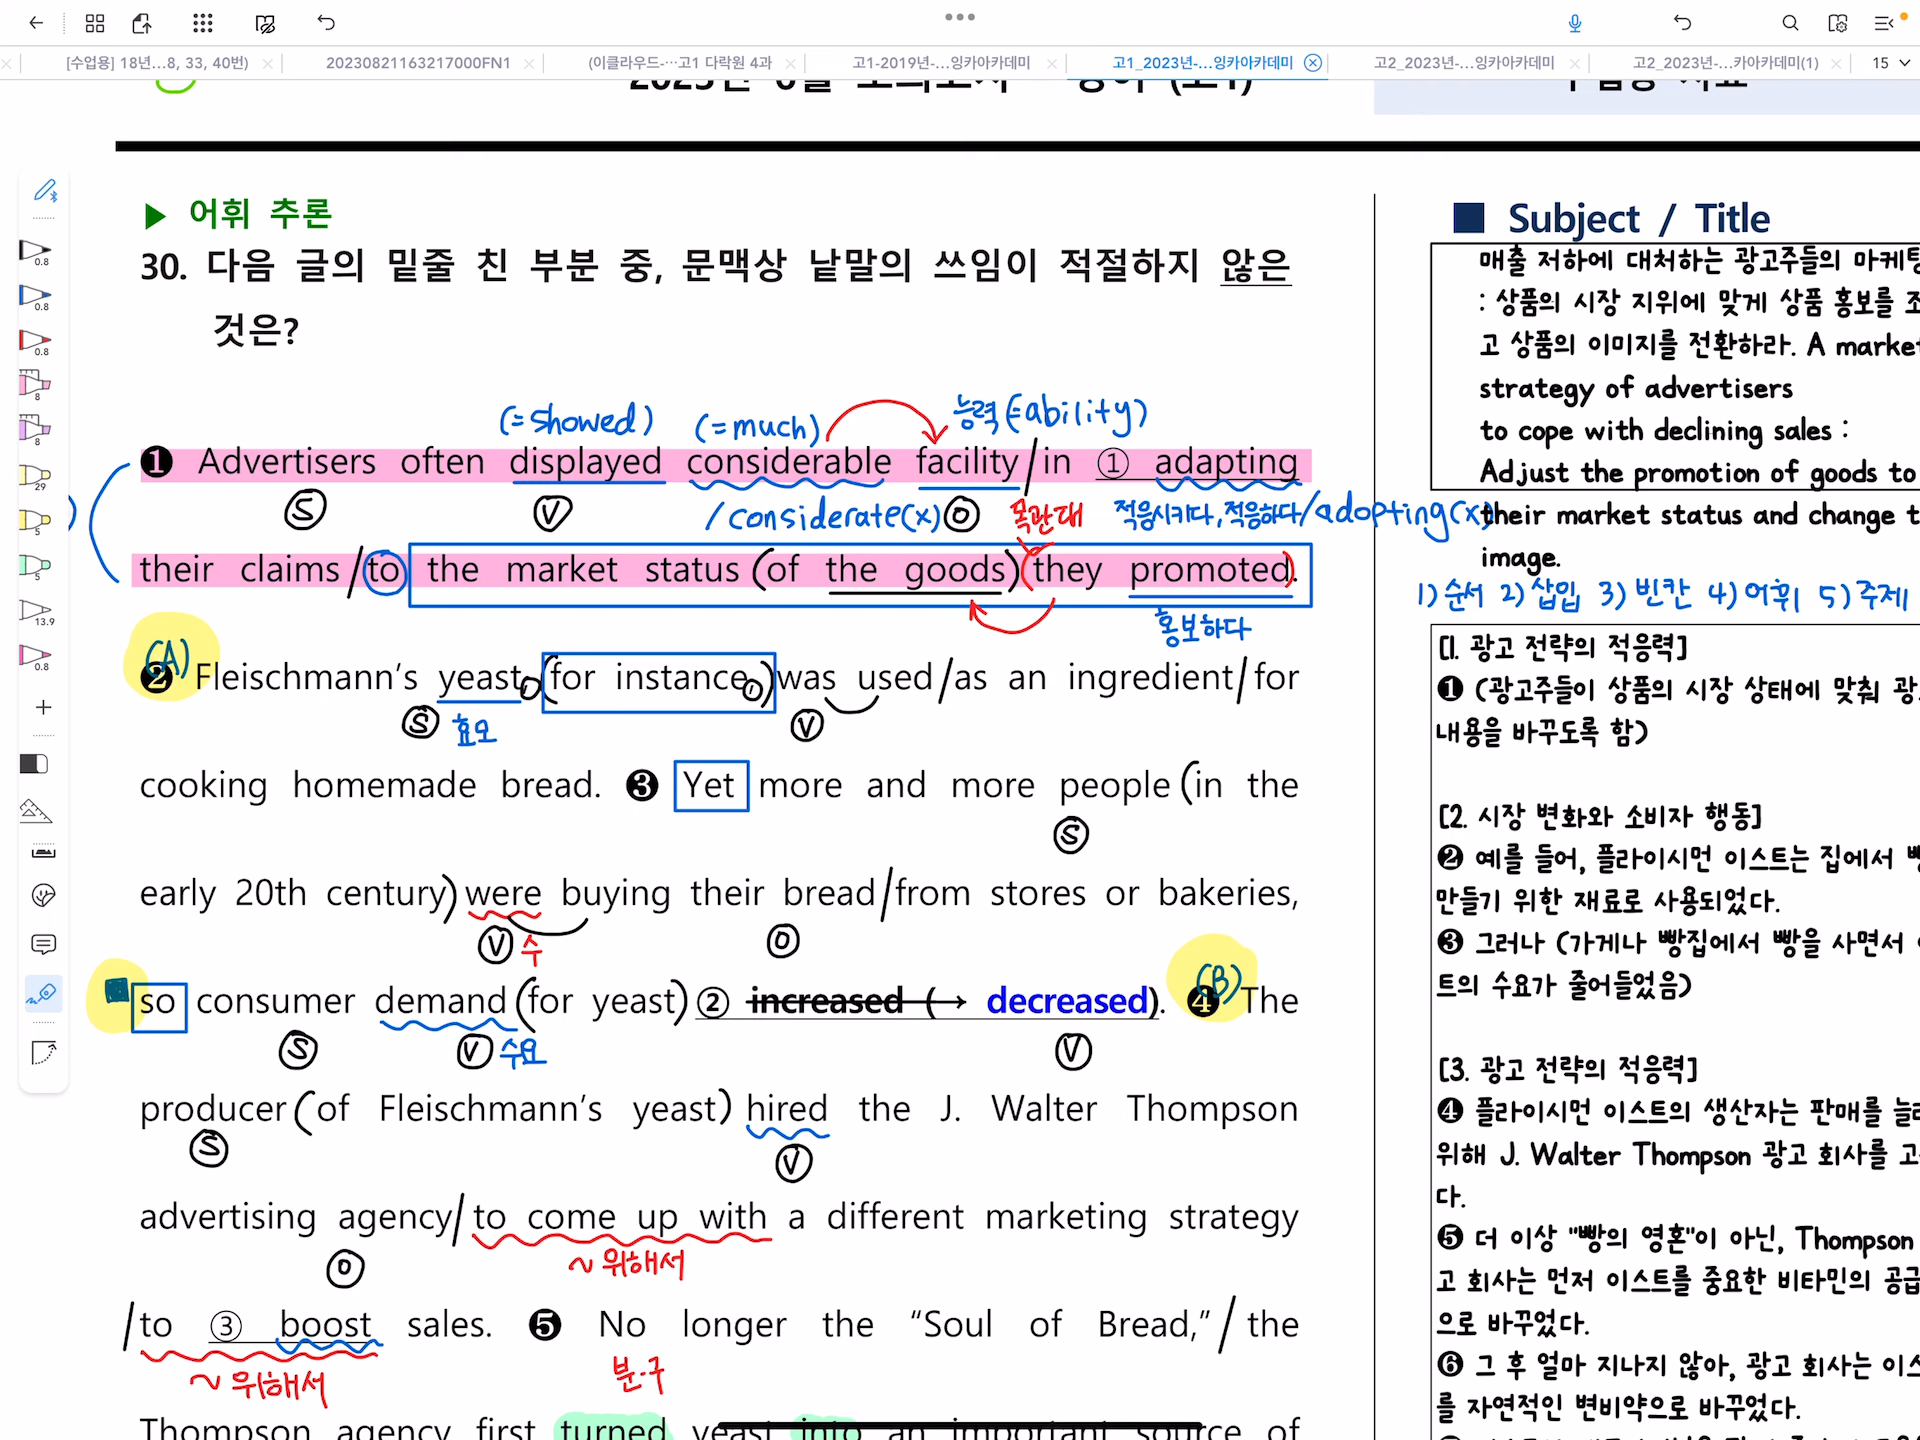 [수업용] 18년...8, 33, 40번)
20230821163217000FN1
(이클라우드-…고1 다락원 4과
고1-2019년-...잉카아카데미
고1_2023년-...잉카아카데미
고2_2023년-...잉카아카데미
고2_2023년-...카아카데미(1)
15
▶ 어휘 추론
30. 다음 글의 밑줄 친 부분 중, 문맥상 낱말의 쓰임이 적절하지 않은
것은?
(=showed) (=much) 능력(=ability)
❶ Advertisers often displayed considerable facility/in ① adapting
S V /considerate(x) O 목관대 적응시키다, 적응하다/adopting(x)
their claims/to the market status (of the goods)(they promoted).
홍보하다
(A)
❷ Fleischmann's yeast, (for instance,) was used/as an ingredient/for
S 효모 V
cooking homemade bread. ❸ Yet more and more people (in the
S
early 20th century) were buying their bread/from stores or bakeries,
V 수 O
so consumer demand (for yeast) ② increased (→ decreased). ❹ The
(B)
S V 수요 V
producer (of Fleischmann's yeast) hired the J. Walter Thompson
S V
advertising agency/to come up with a different marketing strategy
O ~위해서
/to ③ boost sales. ❺ No longer the “Soul of Bread,”/the
~위해서 분.구
Thompson agency first turned yeast into an important source of
■ Subject / Title
매출 저하에 대처하는 광고주들의 마케팅
: 상품의 시장 지위에 맞게 상품 홍보를 조
고 상품의 이미지를 전환하라. A market
strategy of advertisers
to cope with declining sales :
Adjust the promotion of goods to
their market status and change t
image.
1) 순서 2) 삽입 3) 빈칸 4) 어휘 5) 주제
[1. 광고 전략의 적응력]
❶ (광고주들이 상품의 시장 상태에 맞춰 광
내용을 바꾸도록 함)
[2. 시장 변화와 소비자 행동]
❷ 예를 들어, 플라이시먼 이스트는 집에서 빵
만들기 위한 재료로 사용되었다.
❸ 그러나 (가게나 빵집에서 빵을 사면서
트의 수요가 줄어들었음)
[3. 광고 전략의 적응력]
❹ 플라이시먼 이스트의 생산자는 판매를 늘리
위해 J. Walter Thompson 광고 회사를 고
다.
❺ 더 이상 "빵의 영혼"이 아닌, Thompson
고 회사는 먼저 이스트를 중요한 비타민의 공급
으로 바꾸었다.
❻ 그 후 얼마 지나지 않아, 광고 회사는 이스
를 자연적인 변비약으로 바꾸었다.